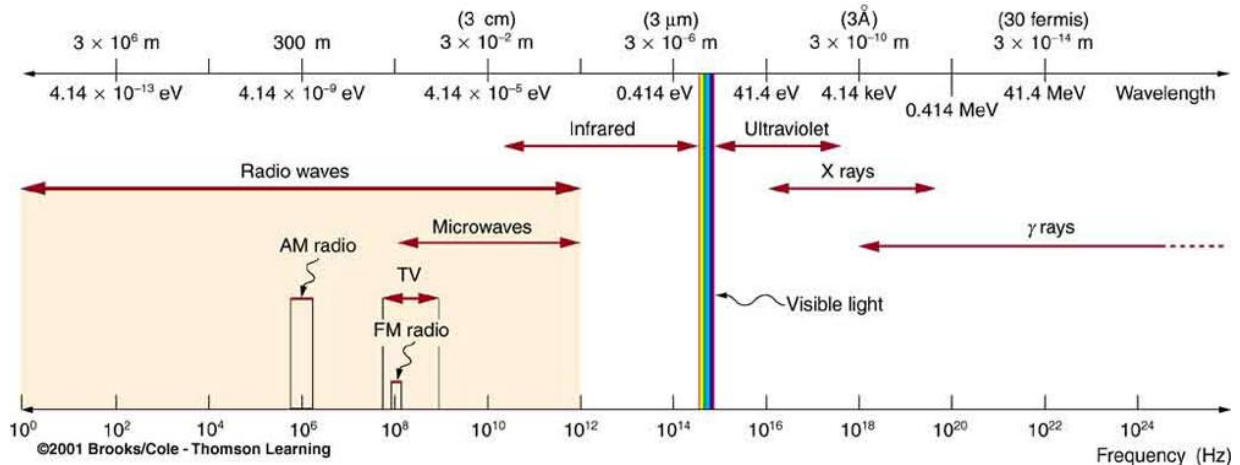 (3 cm) (3 μm) (3Å) (30 fermis)
3 × 10⁶ m 300 m 3 × 10⁻² m 3 × 10⁻⁶ m 3 × 10⁻¹⁰ m 3 × 10⁻¹⁴ m
4.14 × 10⁻¹³ eV 4.14 × 10⁻⁹ eV 4.14 × 10⁻⁵ eV 0.414 eV 41.4 eV 4.14 keV 41.4 MeV Wavelength
0.414 MeV
Infrared Ultraviolet
Radio waves X rays
Microwaves γ rays
AM radio
TV
Visible light
FM radio
10⁰ 10² 10⁴ 10⁶ 10⁸ 10¹⁰ 10¹² 10¹⁴ 10¹⁶ 10¹⁸ 10²⁰ 10²² 10²⁴
©2001 Brooks/Cole - Thomson Learning Frequency (Hz)